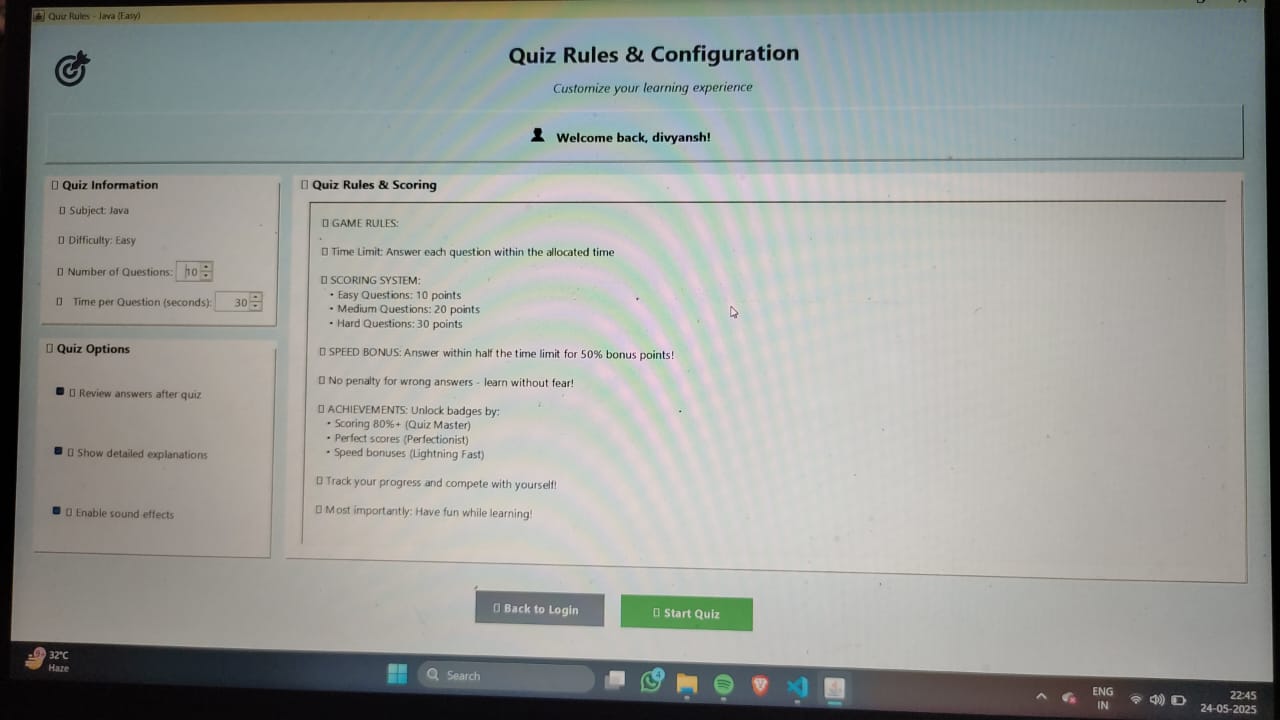 Quiz Rules - Java (Easy)
Quiz Rules & Configuration
Customize your learning experience
Welcome back, divyansh!
▯ Quiz Information
▯ Subject: Java
▯ Difficulty: Easy
▯ Number of Questions: 10
▯ Time per Question (seconds): 30
▯ Quiz Options
▯ Review answers after quiz
▯ Show detailed explanations
▯ Enable sound effects
▯ Quiz Rules & Scoring
▯ GAME RULES:
▯ Time Limit: Answer each question within the allocated time
▯ SCORING SYSTEM:
• Easy Questions: 10 points
• Medium Questions: 20 points
• Hard Questions: 30 points
▯ SPEED BONUS: Answer within half the time limit for 50% bonus points!
▯ No penalty for wrong answers - learn without fear!
▯ ACHIEVEMENTS: Unlock badges by:
• Scoring 80%+ (Quiz Master)
• Perfect scores (Perfectionist)
• Speed bonuses (Lightning Fast)
▯ Track your progress and compete with yourself!
▯ Most importantly: Have fun while learning!
▯ Back to Login
▯ Start Quiz
32°C
Haze
Search
4
ENG
IN
22:45
24-05-2025